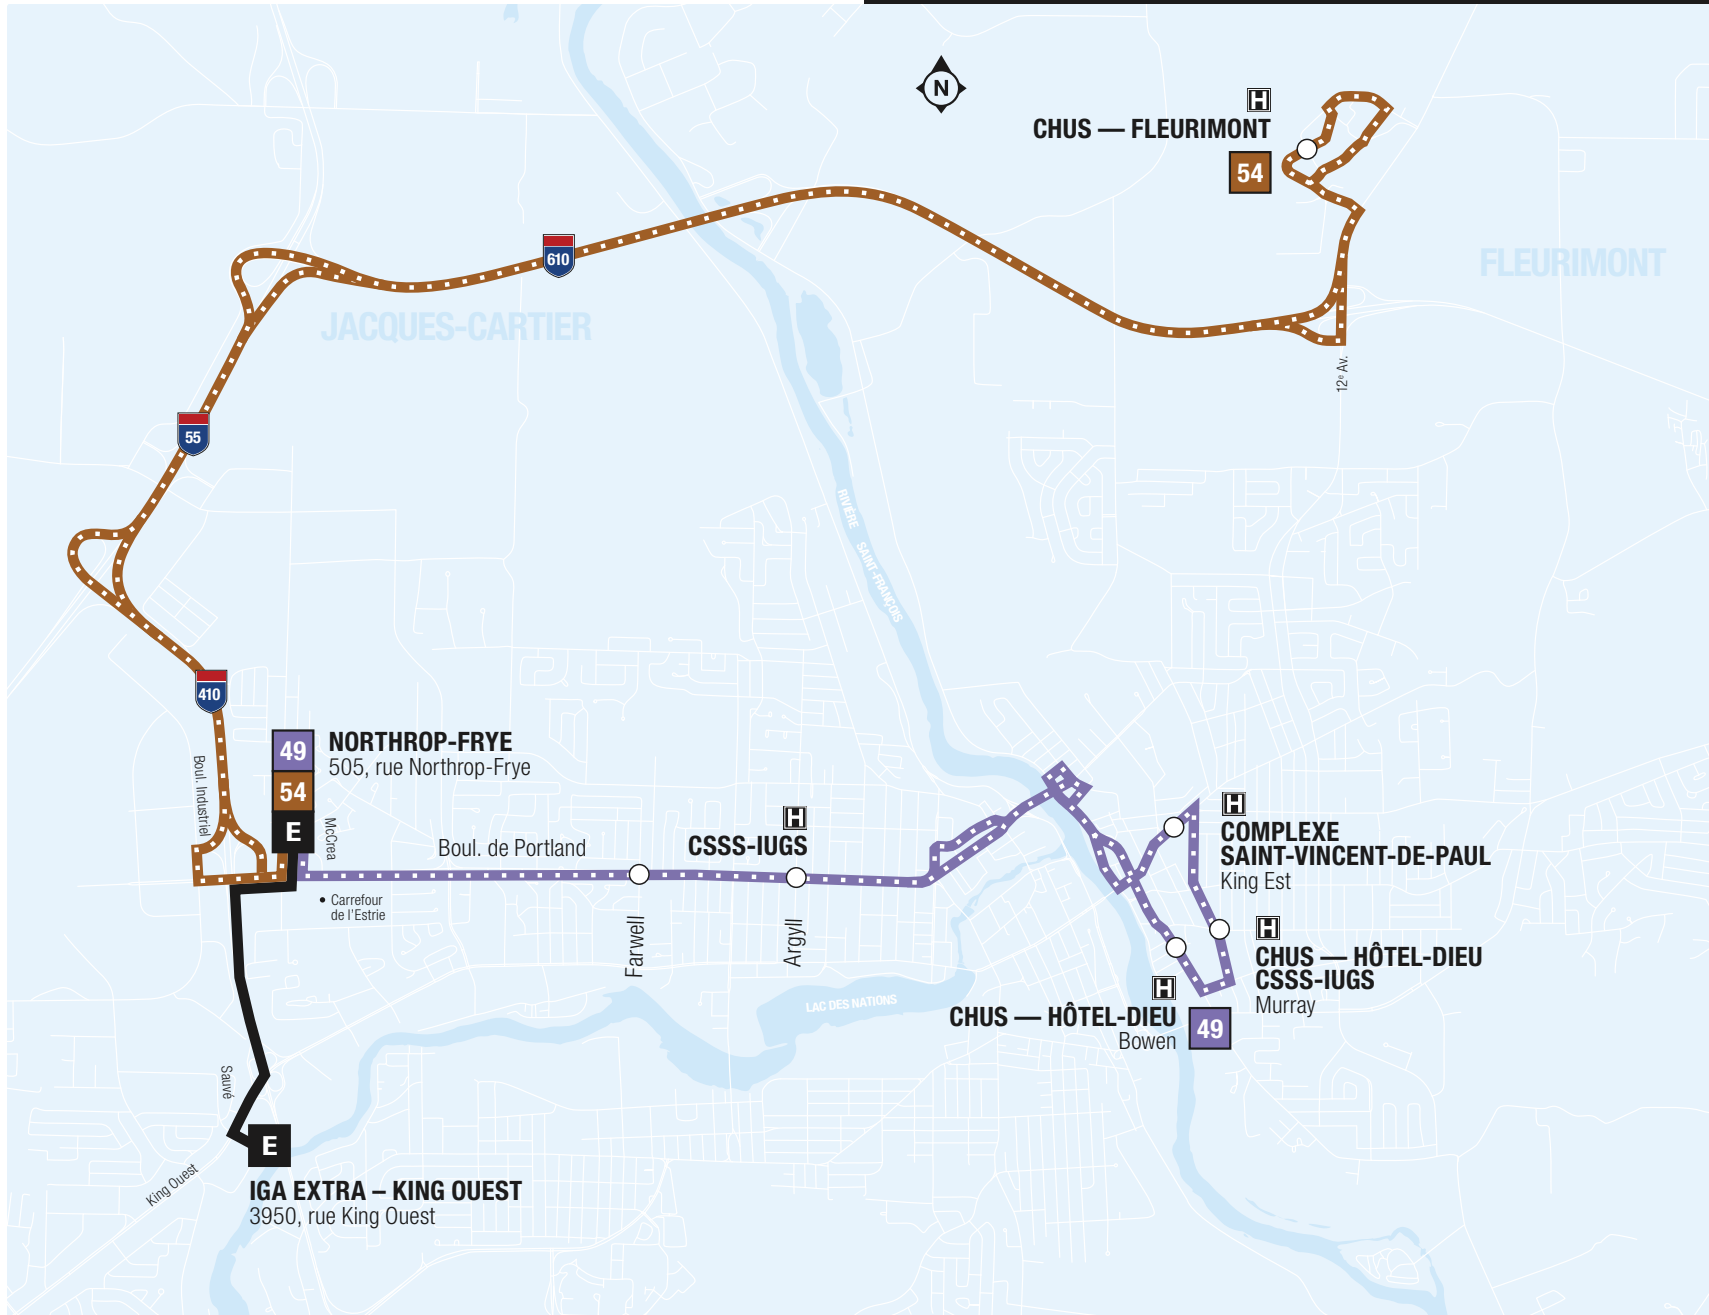 N
H
CHUS — FLEURIMONT
54
610
FLEURIMONT
JACQUES-CARTIER
12e Av.
55
RIVIÈRE SAINT-FRANÇOIS
410
49
NORTHROP-FRYE
505, rue Northrop-Frye
54
E
Boul. Industriel
McCrea
Boul. de Portland
H
CSSS-IUGS
H
COMPLEXE
SAINT-VINCENT-DE-PAUL
King Est
• Carrefour
de l'Estrie
Farwell
Argyll
H
CHUS — HÔTEL-DIEU
CSSS-IUGS
Murray
LAC DES NATIONS
H
CHUS — HÔTEL-DIEU
Bowen
49
Sauvé
E
King Ouest
IGA EXTRA – KING OUEST
3950, rue King Ouest